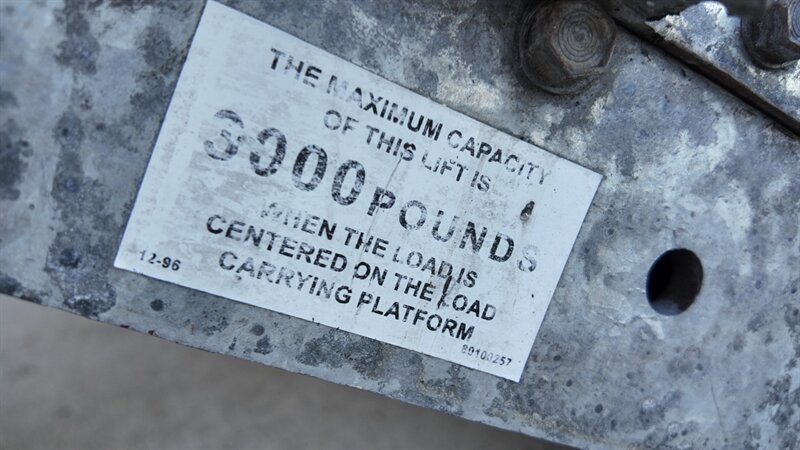 THE MAXIMUM CAPACITY
OF THIS LIFT IS
3000 POUNDS
WHEN THE LOAD IS
CENTERED ON THE LOAD
CARRYING PLATFORM
12-96
89100257